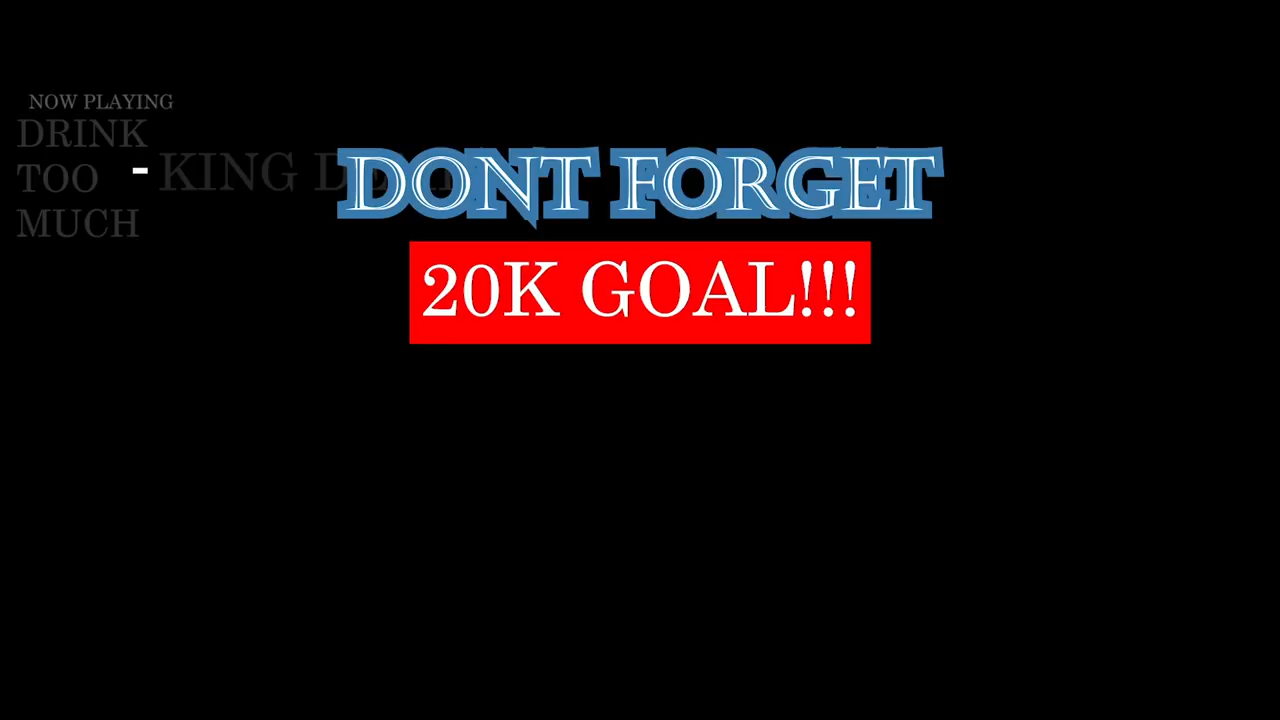 NOW PLAYING
DRINK
TOO
MUCH
- KING
DONT FORGET
20K GOAL!!!